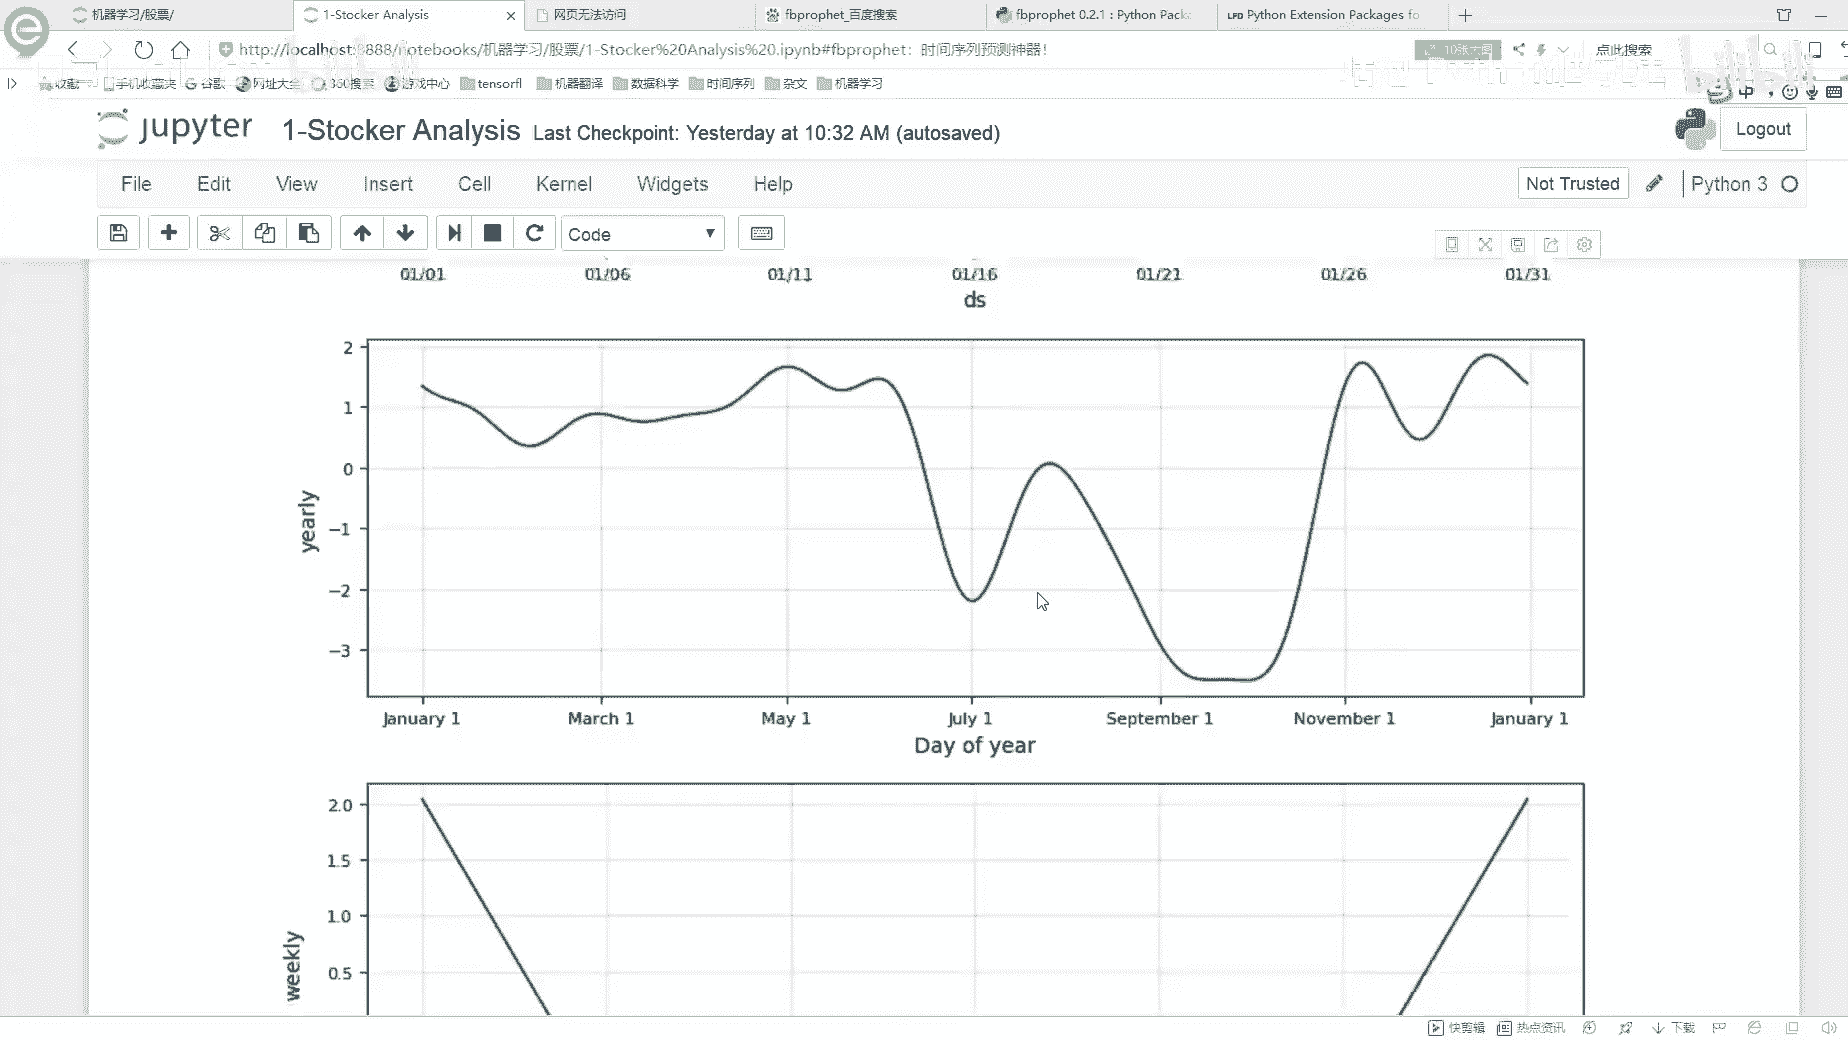 机器学习/股票/
1-Stocker Analysis
网页无法访问
fbprophet_百度搜索
fbprophet 0.2.1 : Python Packa
LFD Python Extension Packages fo
http://localhost:8888/notebooks/机器学习/股票/1-Stocker%20Analysis%20.ipynb#fbprophet：时间序列预测神器！
10张大图
点此搜索
收藏
手机收藏夹
谷歌
网址大全
360搜索
游戏中心
tensorfl
机器翻译
数据科学
时间序列
杂文
机器学习
中
jupyter
1-Stocker Analysis
Last Checkpoint: Yesterday at 10:32 AM (autosaved)
Logout
File Edit View Insert Cell Kernel Widgets Help
Not Trusted
Python 3
Code
01/01 01/06 01/11 01/16 01/21 01/26 01/31
ds
2
1
0
−1
−2
−3
yearly
January 1 March 1 May 1 July 1 September 1 November 1 January 1
Day of year
2.0
1.5
1.0
0.5
weekly
快剪辑
热点资讯
下载